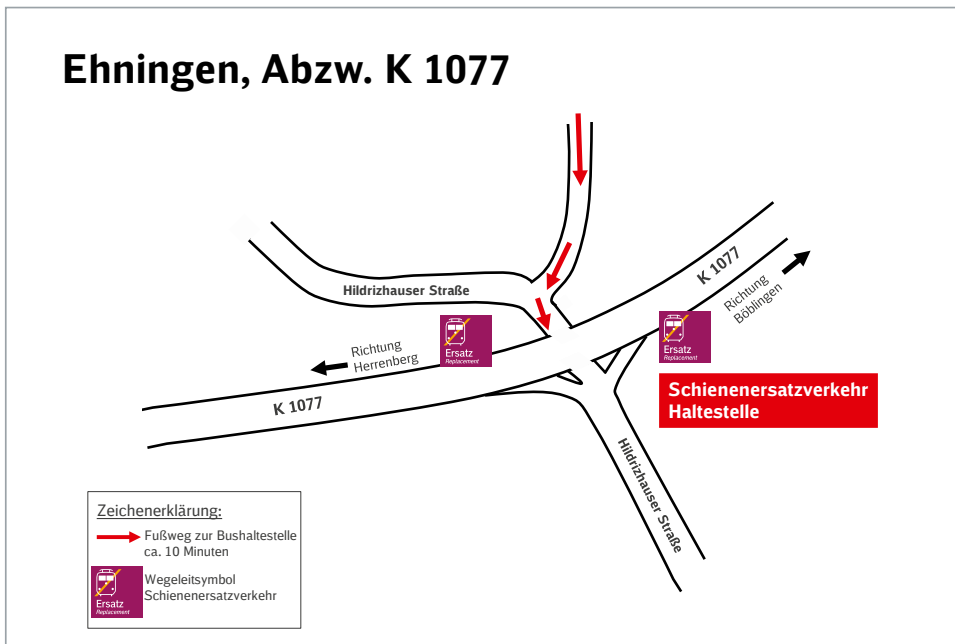 Ehningen, Abzw. K 1077
K 1077
Richtung
Böblingen
Hildrizhauser Straße
Ersatz
Replacement
Richtung
Herrenberg
Ersatz
Replacement
Schienenersatzverkehr
Haltestelle
K 1077
Hildrizhauser Straße
Zeichenerklärung:
Fußweg zur Bushaltestelle
ca. 10 Minuten
Ersatz
Replacement
Wegeleitsymbol
Schienenersatzverkehr